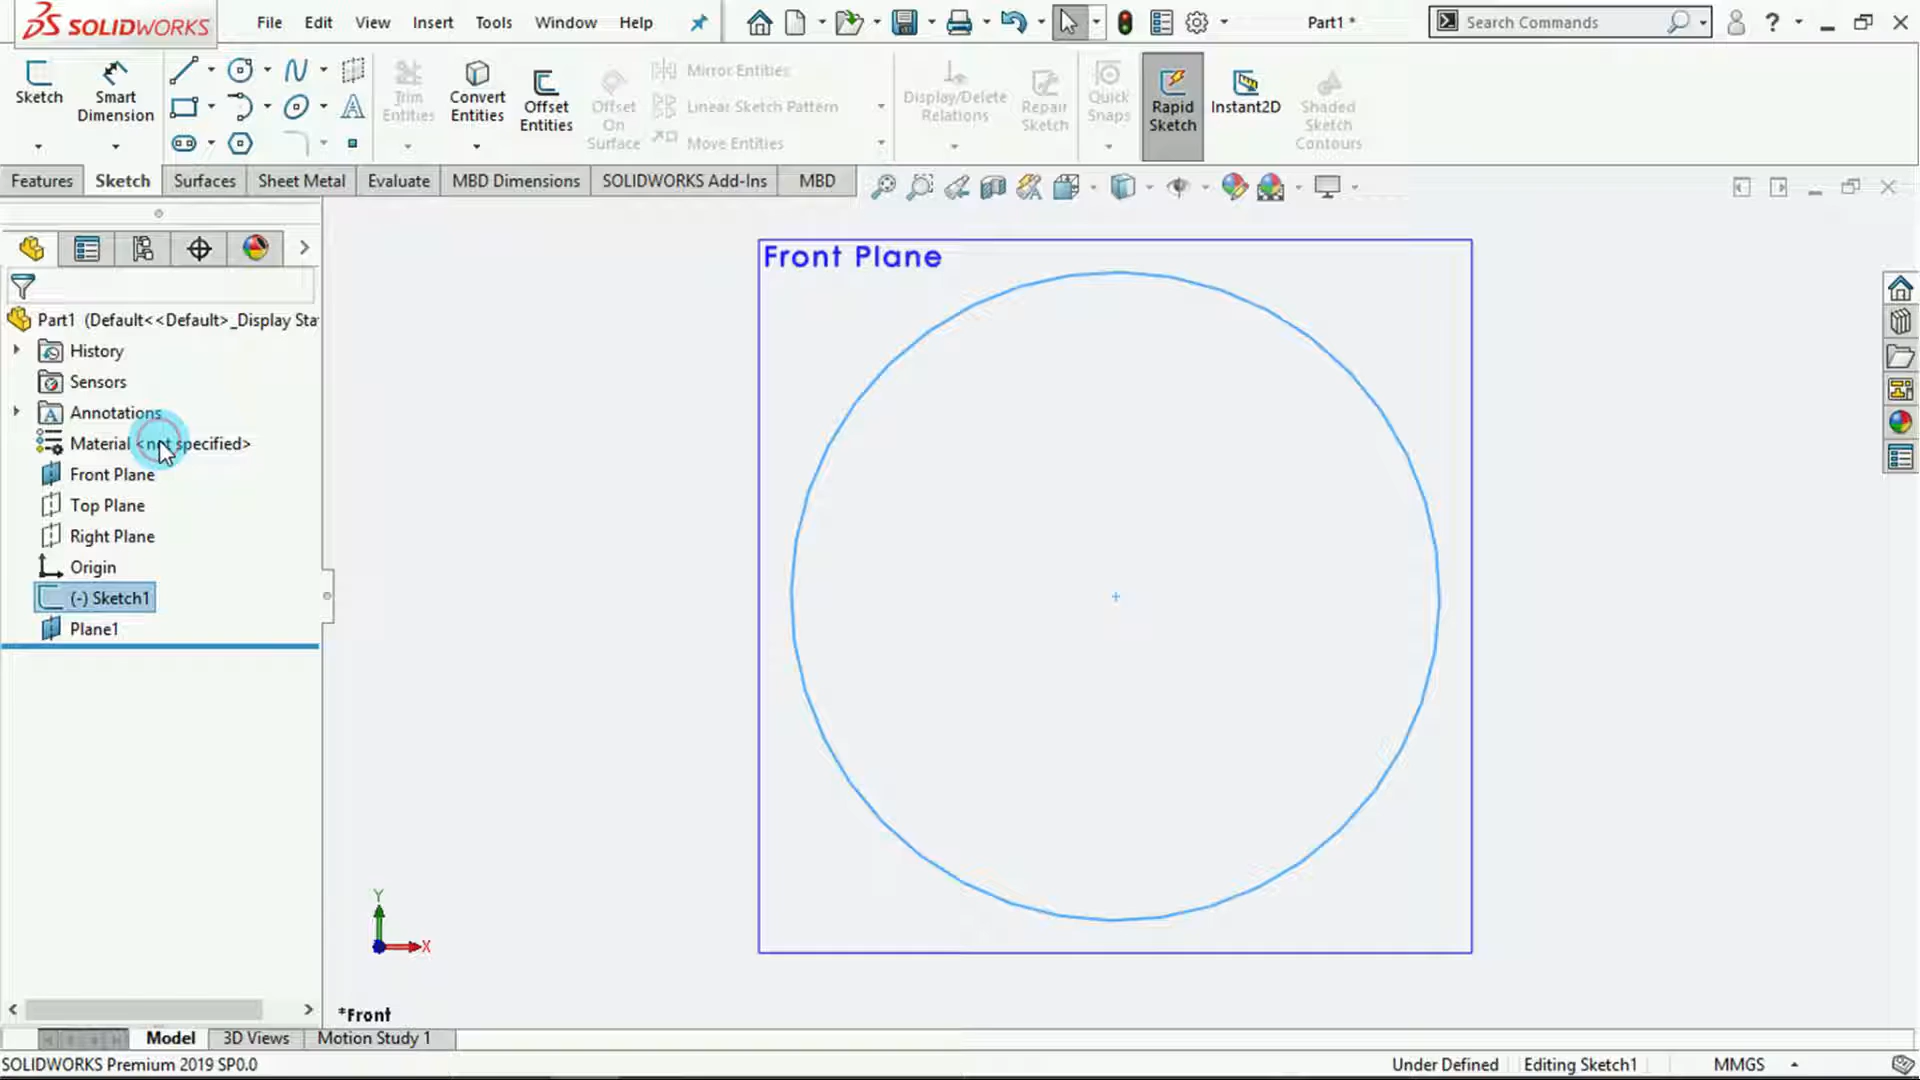 SOLIDWORKS File Edit View Insert Tools Window Help Part1 * Search Commands ?
Sketch
Smart Dimension
Trim Entities
Convert Entities
Offset Entities
Offset On Surface
Mirror Entities
Linear Sketch Pattern
Move Entities
Display/Delete Relations
Repair Sketch
Quick Snaps
Rapid Sketch
Instant2D
Shaded Sketch Contours
Features Sketch Surfaces Sheet Metal Evaluate MBD Dimensions SOLIDWORKS Add-Ins MBD
Part1 (Default<<Default>_Display Sta
History
Sensors
Annotations
Material <not specified>
Front Plane
Top Plane
Right Plane
Origin
(-) Sketch1
Plane1
Front Plane
Y
X
*Front
Model 3D Views Motion Study 1
SOLIDWORKS Premium 2019 SP0.0 Under Defined Editing Sketch1 MMGS